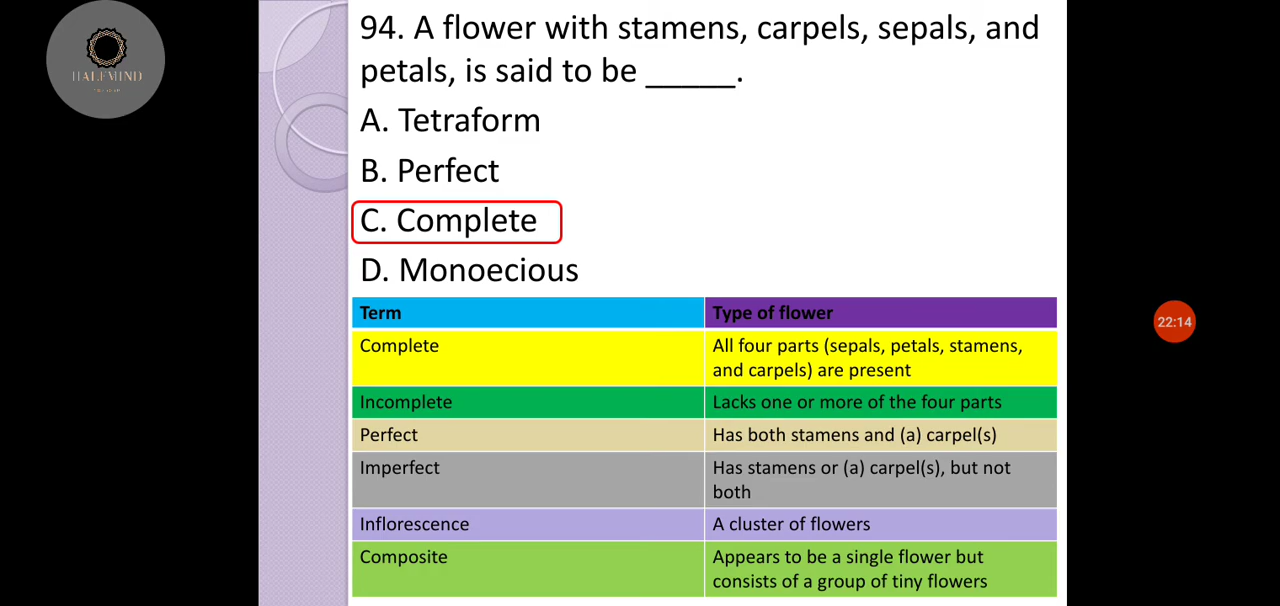 HALFMIND
94. A flower with stamens, carpels, sepals, and
petals, is said to be _____.
A. Tetraform
B. Perfect
C. Complete
D. Monoecious
Term Type of flower
Complete All four parts (sepals, petals, stamens,
and carpels) are present
Incomplete Lacks one or more of the four parts
Perfect Has both stamens and (a) carpel(s)
Imperfect Has stamens or (a) carpel(s), but not
both
Inflorescence A cluster of flowers
Composite Appears to be a single flower but
consists of a group of tiny flowers
22:14